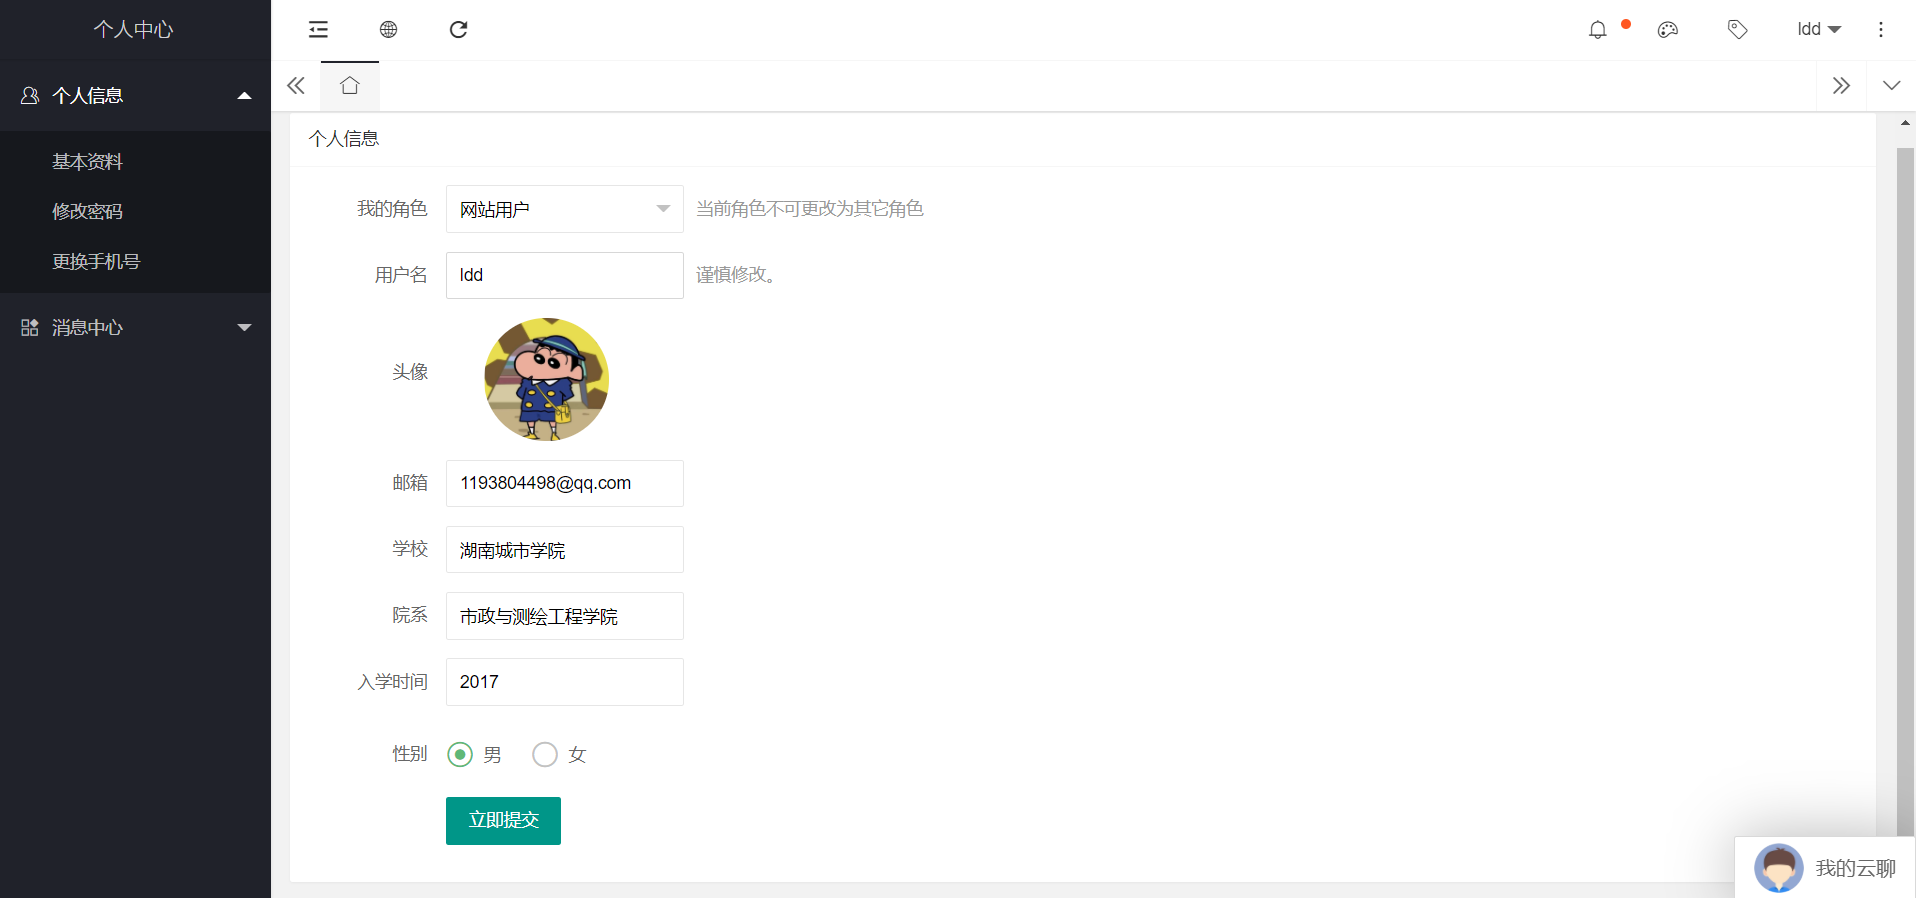 个人中心
ldd
个人信息
基本资料
修改密码
更换手机号
消息中心
个人信息
我的角色 网站用户 当前角色不可更改为其它角色
用户名 ldd 谨慎修改。
头像
邮箱 1193804498@qq.com
学校 湖南城市学院
院系 市政与测绘工程学院
入学时间 2017
性别 男 女
立即提交
我的云聊